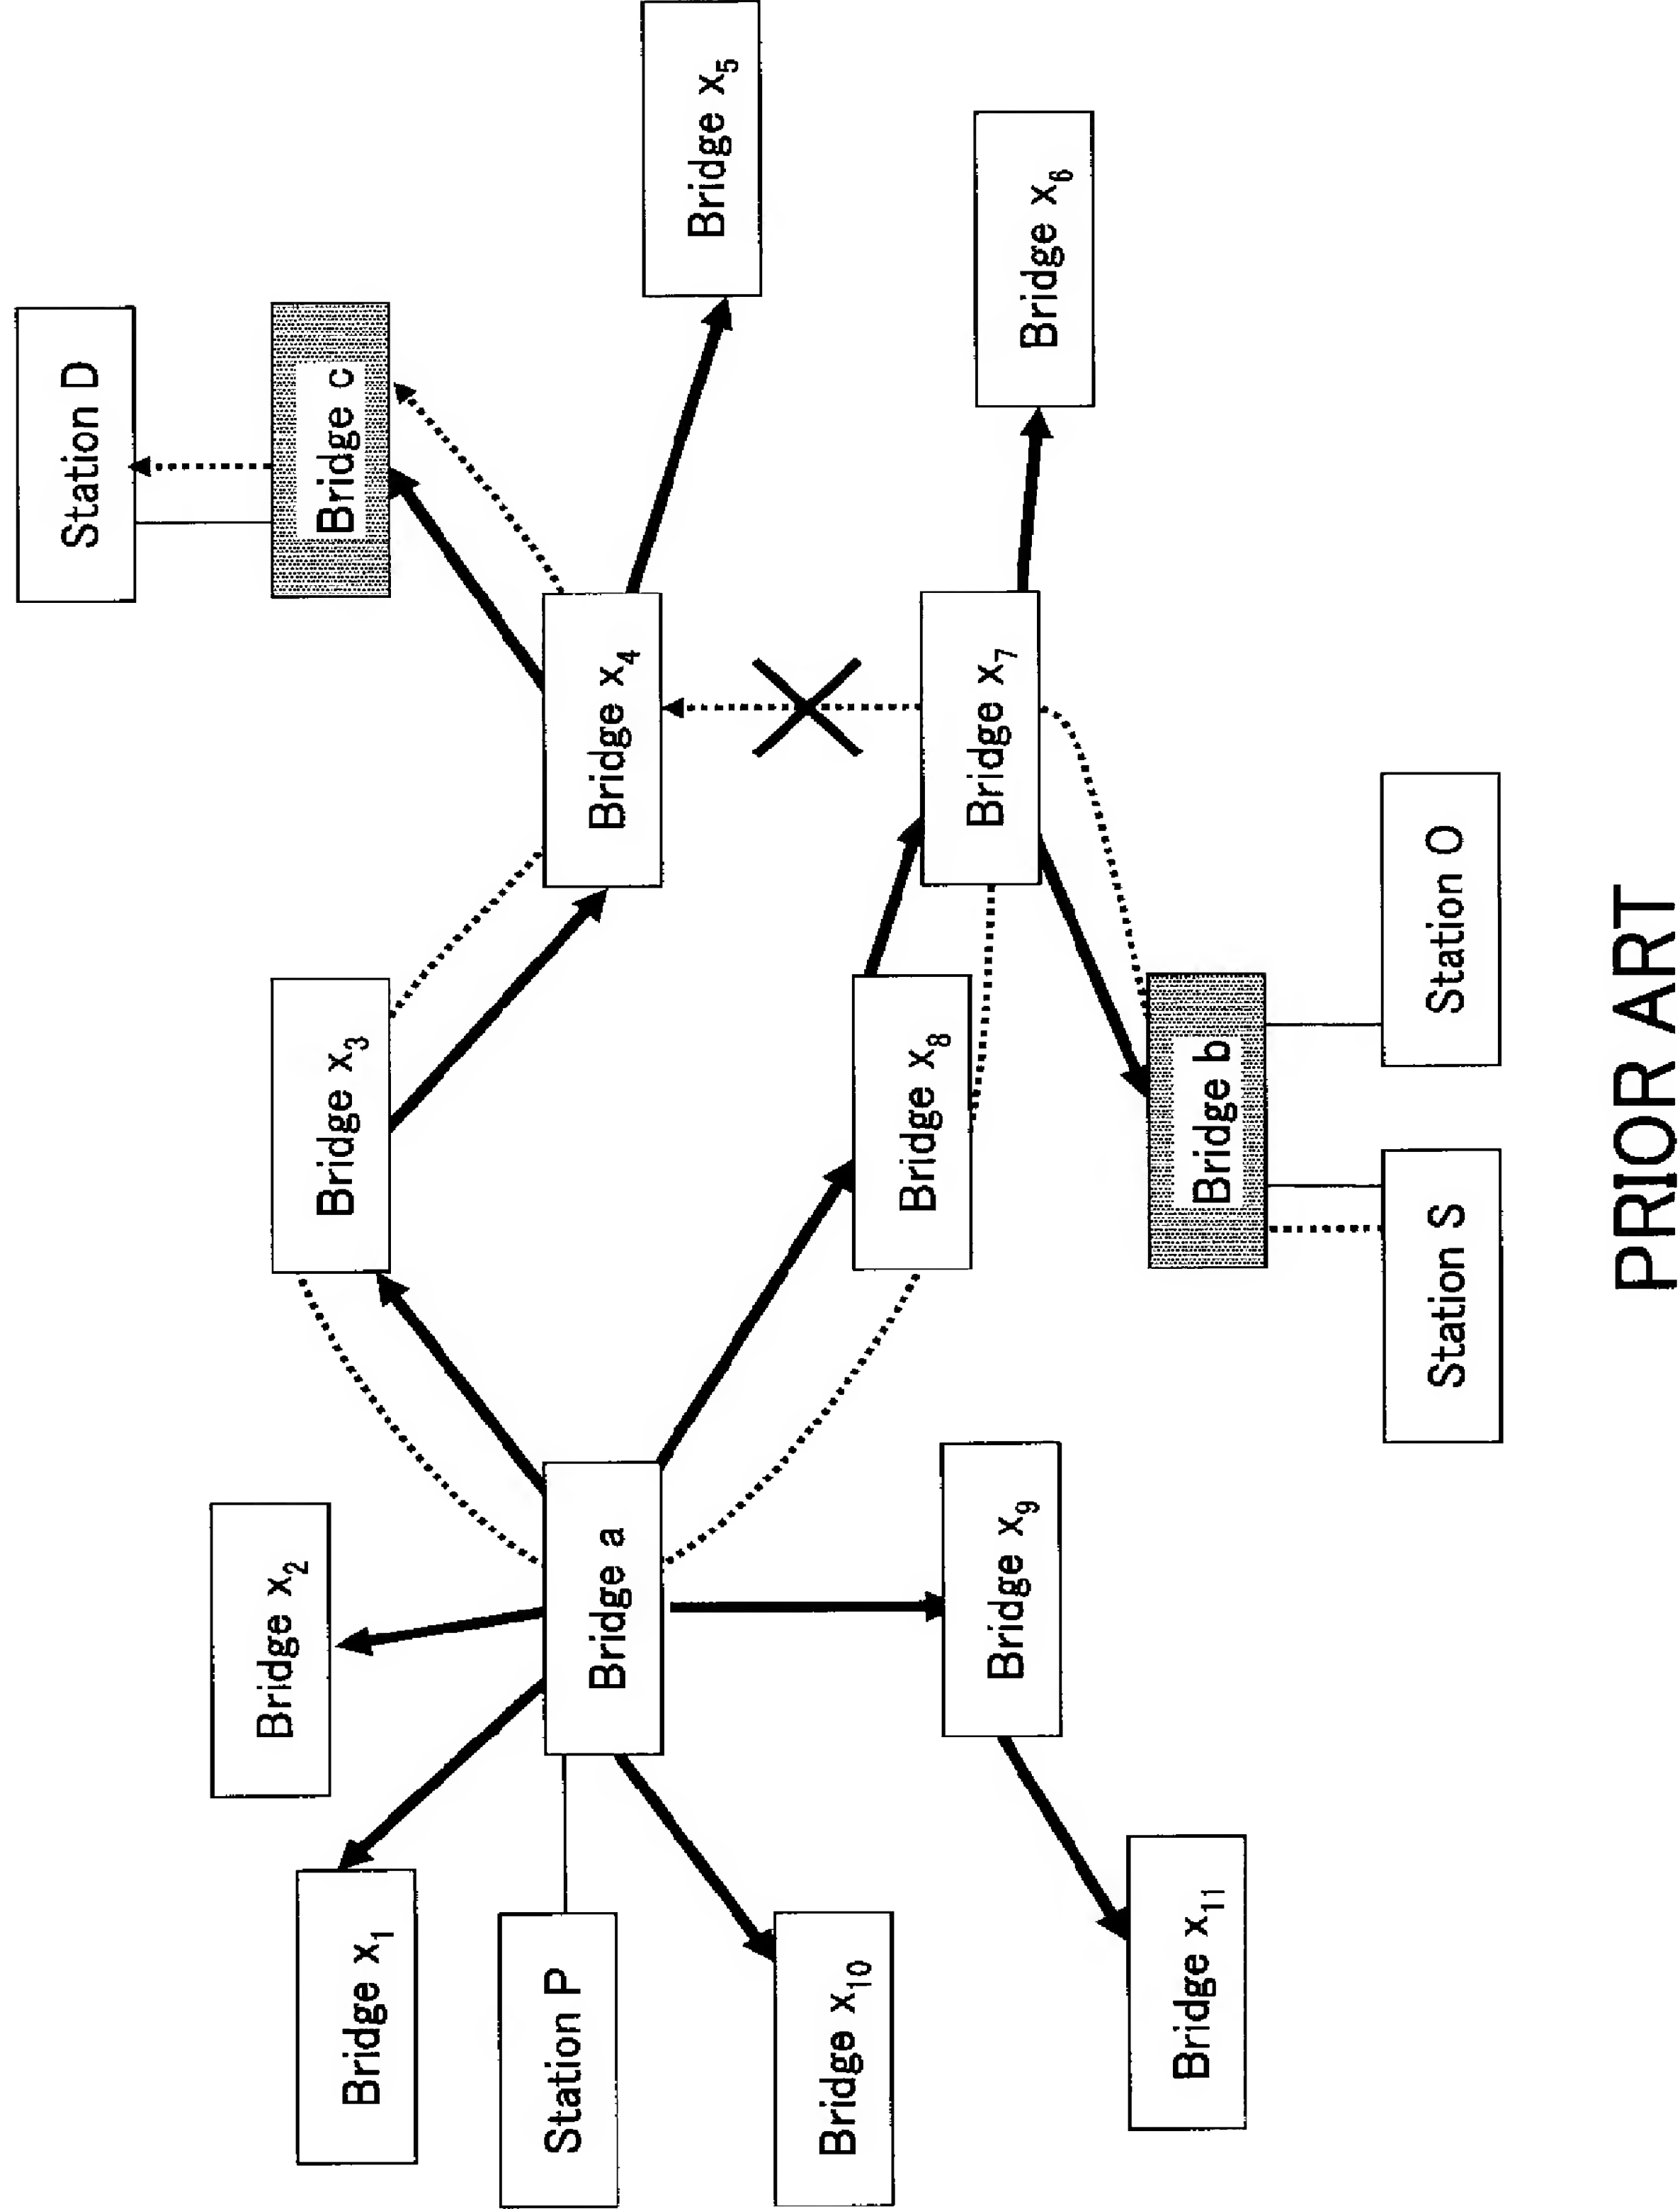 Station D
Bridge c
Bridge x5
Bridge x4
Bridge x3
Bridge x6
Bridge x7
Bridge x8
Bridge b
Station O
Station S
Bridge a
Bridge x2
Bridge x1
Station P
Bridge x10
Bridge x9
Bridge x11
PRIOR ART